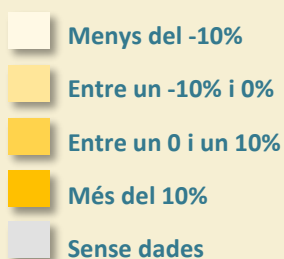 Menys del -10%
Entre un -10% i 0%
Entre un 0 i un 10%
Més del 10%
Sense dades